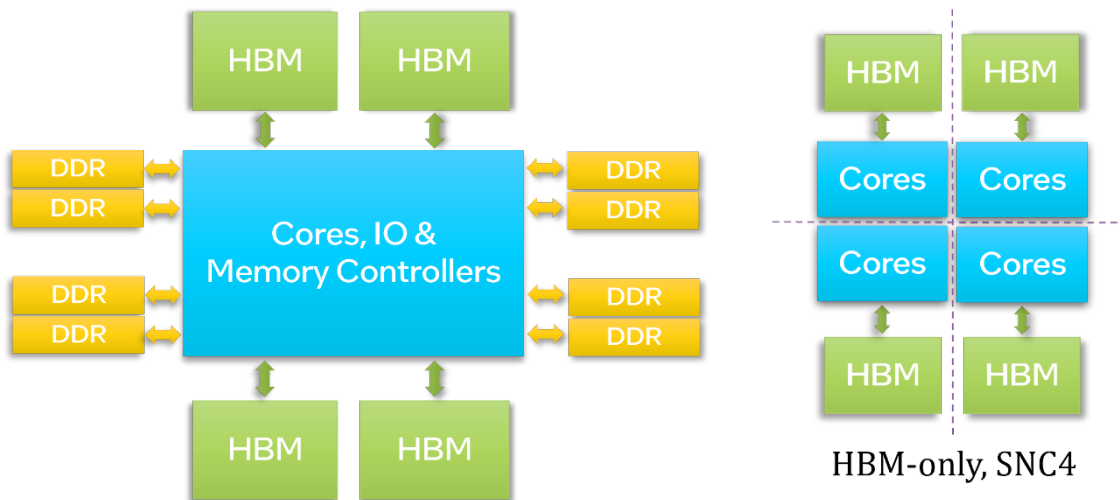 HBM
HBM
DDR
DDR
DDR
DDR
Cores, IO &
Memory Controllers
DDR
DDR
DDR
DDR
HBM
HBM
HBM
HBM
Cores
Cores
Cores
Cores
HBM
HBM
HBM-only, SNC4